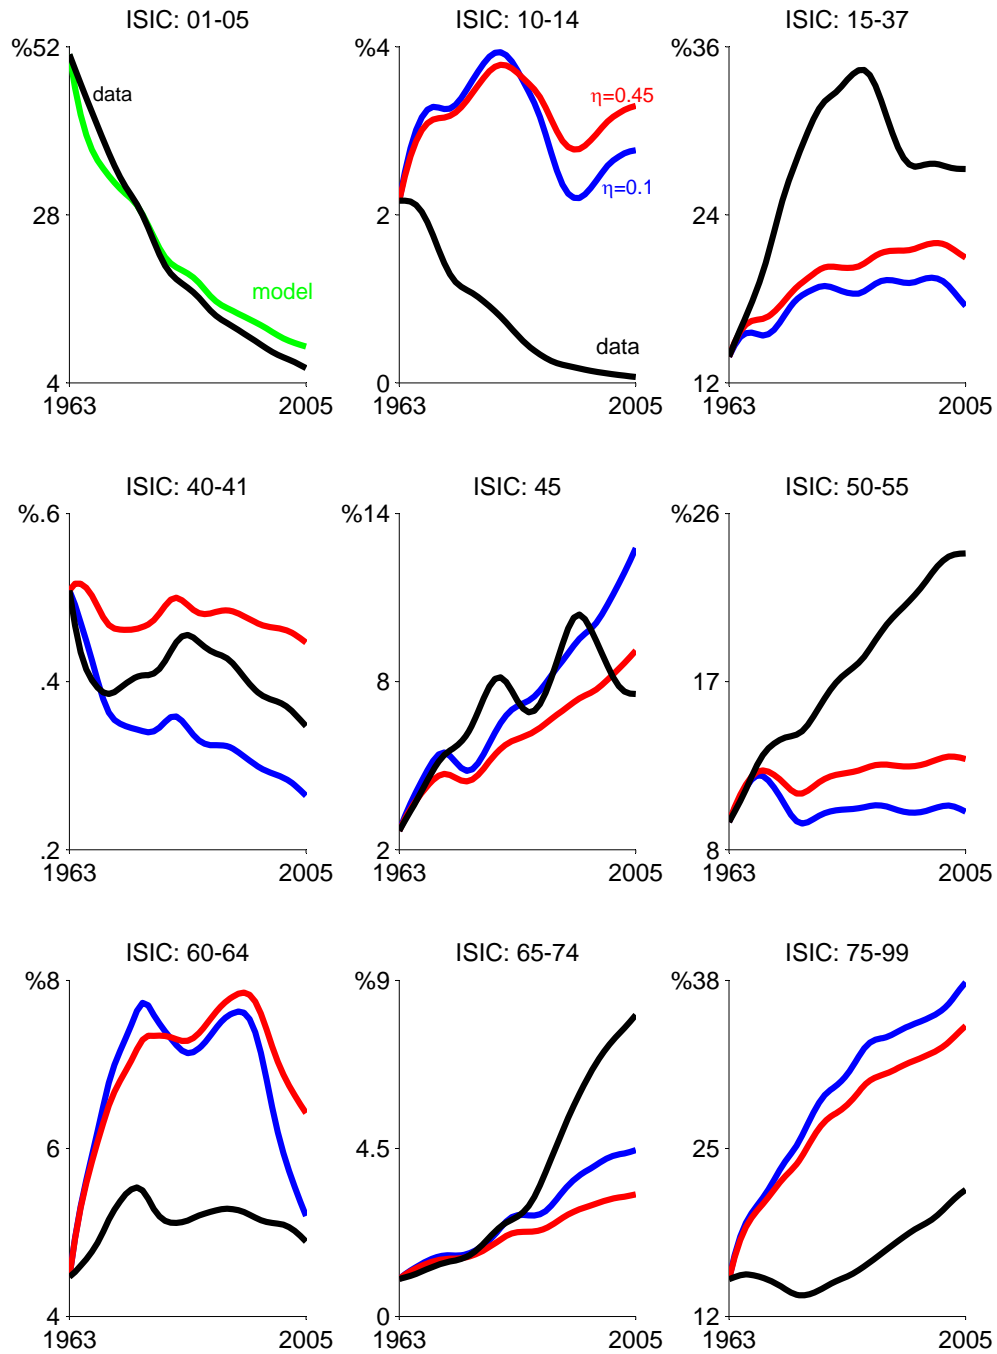 ISIC: 01-05
%52
data
28
model
4
1963 2005
ISIC: 10-14
%4
η=0.45
η=0.1
2
data
0
1963 2005
ISIC: 15-37
%36
24
12
1963 2005
ISIC: 40-41
%.6
.4
.2
1963 2005
ISIC: 45
%14
8
2
1963 2005
ISIC: 50-55
%26
17
8
1963 2005
ISIC: 60-64
%8
6
4
1963 2005
ISIC: 65-74
%9
4.5
0
1963 2005
ISIC: 75-99
%38
25
12
1963 2005